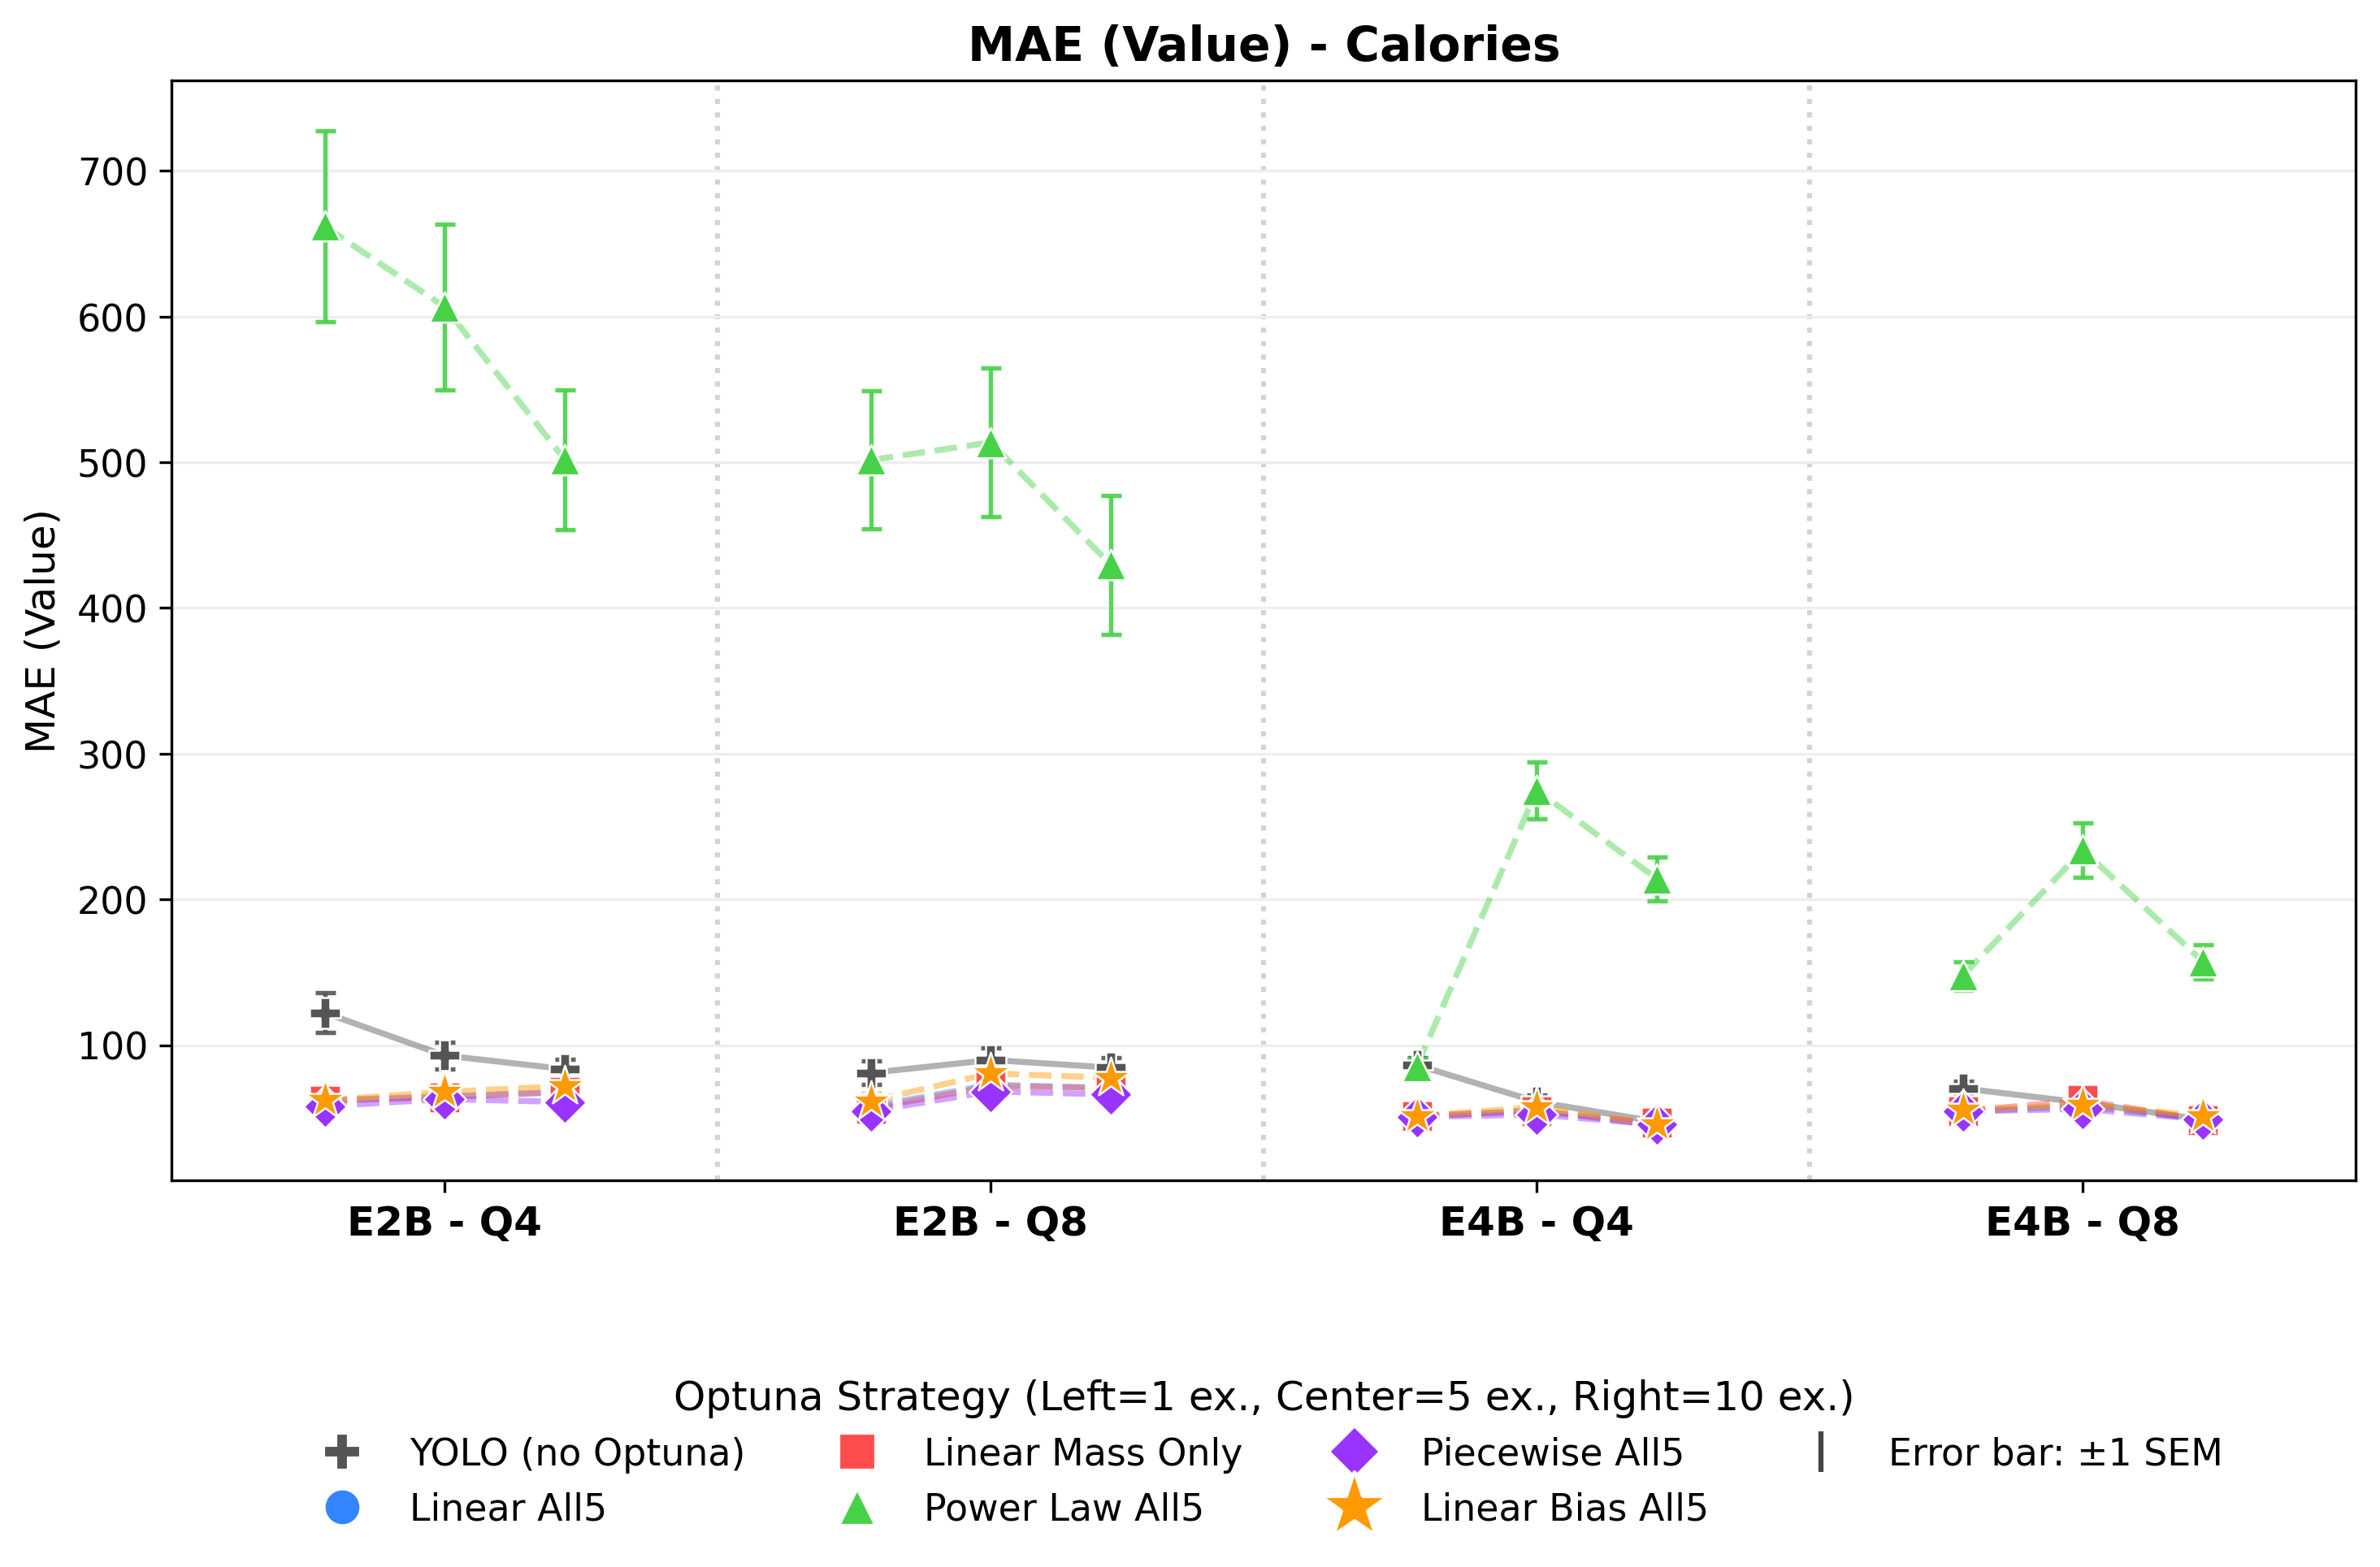 MAE (Value) - Calories
MAE (Value)
700
600
500
400
300
200
100
E2B - Q4
E2B - Q8
E4B - Q4
E4B - Q8
Optuna Strategy (Left=1 ex., Center=5 ex., Right=10 ex.)
YOLO (no Optuna)
Linear Mass Only
Piecewise All5
Error bar: ±1 SEM
Linear All5
Power Law All5
Linear Bias All5